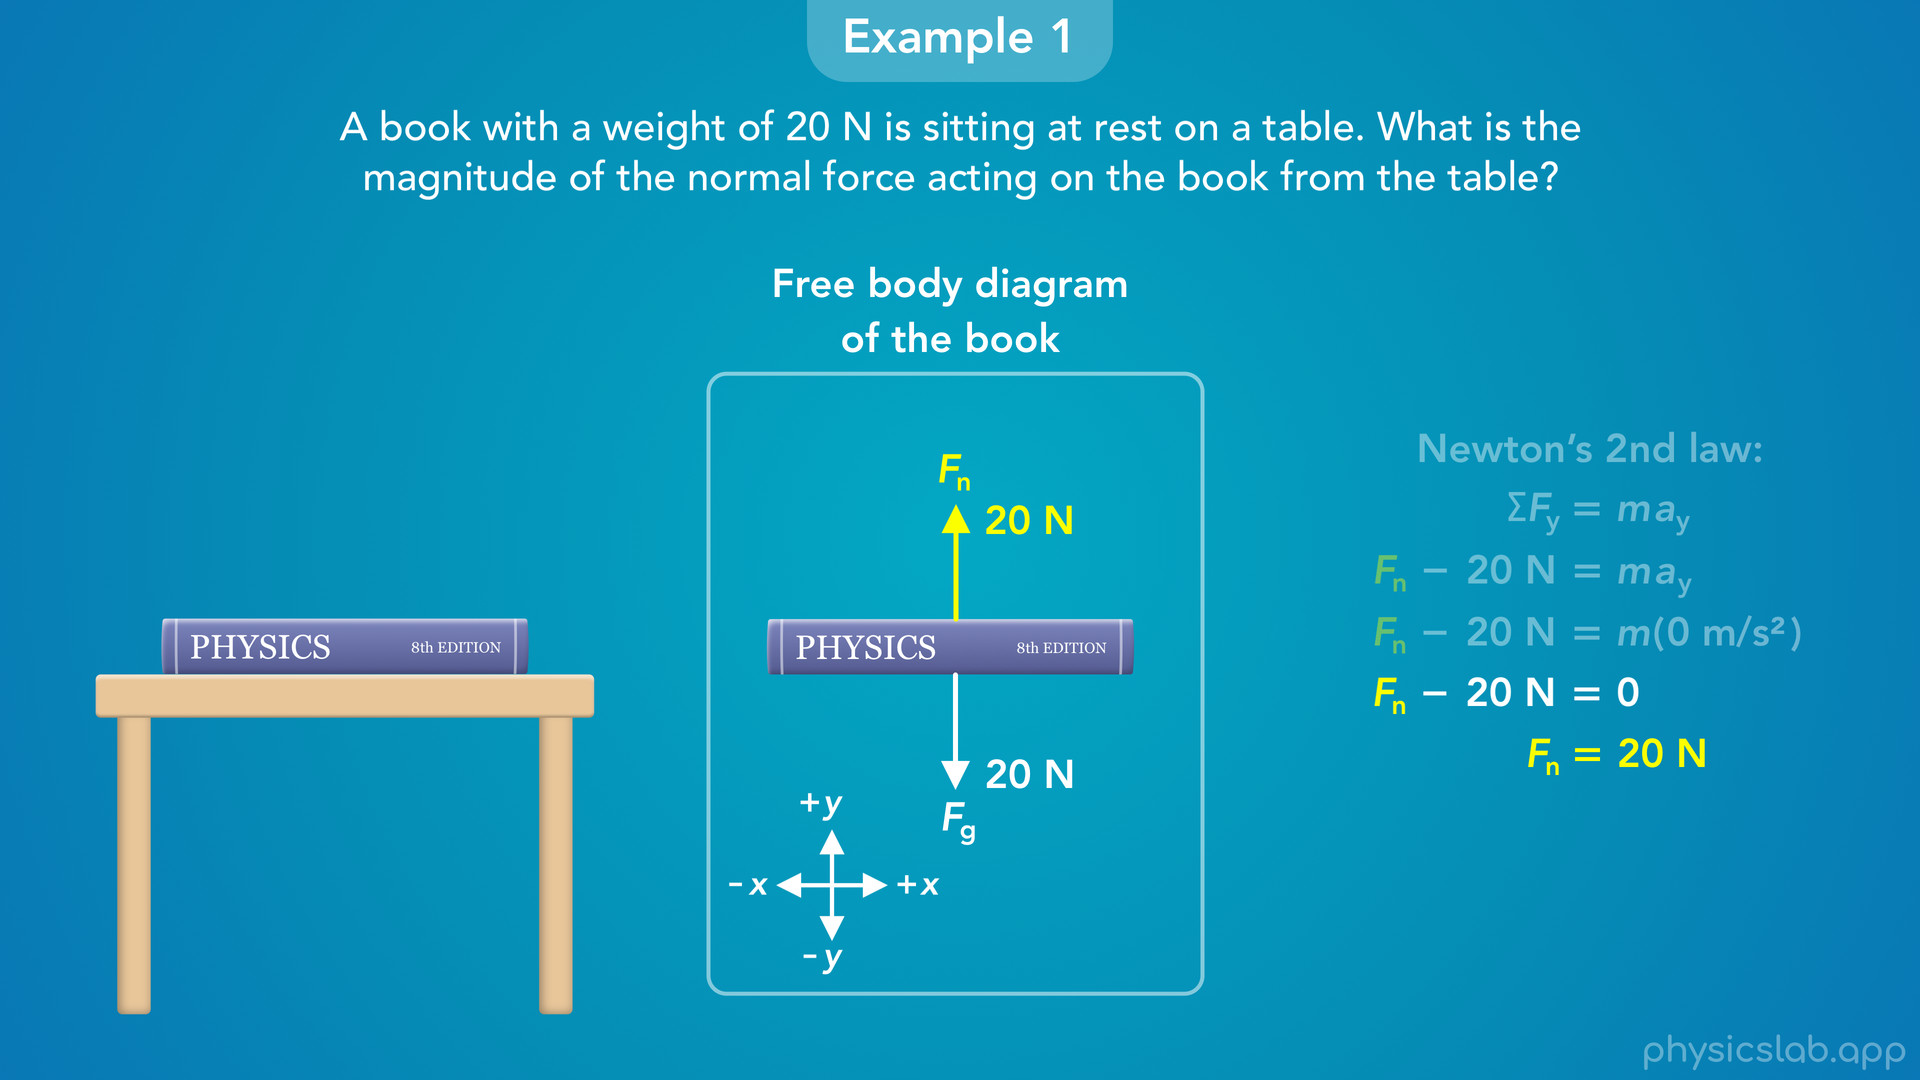 Example 1
A book with a weight of 20 N is sitting at rest on a table. What is the
magnitude of the normal force acting on the book from the table?
Free body diagram
of the book
PHYSICS 8th EDITION
Fn
20 N
PHYSICS 8th EDITION
20 N
Fg
+y
-x +x
-y
Newton’s 2nd law:
ΣFy = may
Fn − 20 N = may
Fn − 20 N = m(0 m/s²)
Fn − 20 N = 0
Fn = 20 N
physicslab.app